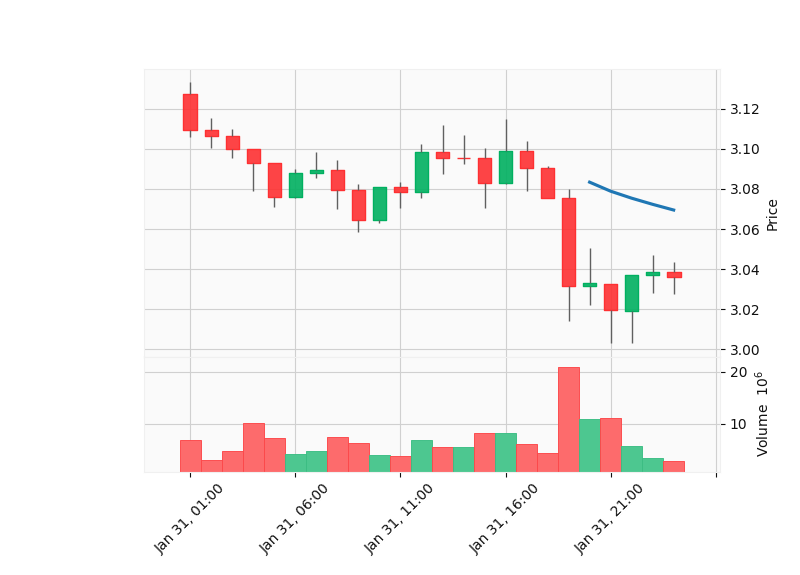 3.12
3.10
3.08
3.06
3.04
3.02
3.00
Price
20
10
Volume 10^6
Jan 31, 01:00
Jan 31, 06:00
Jan 31, 11:00
Jan 31, 16:00
Jan 31, 21:00